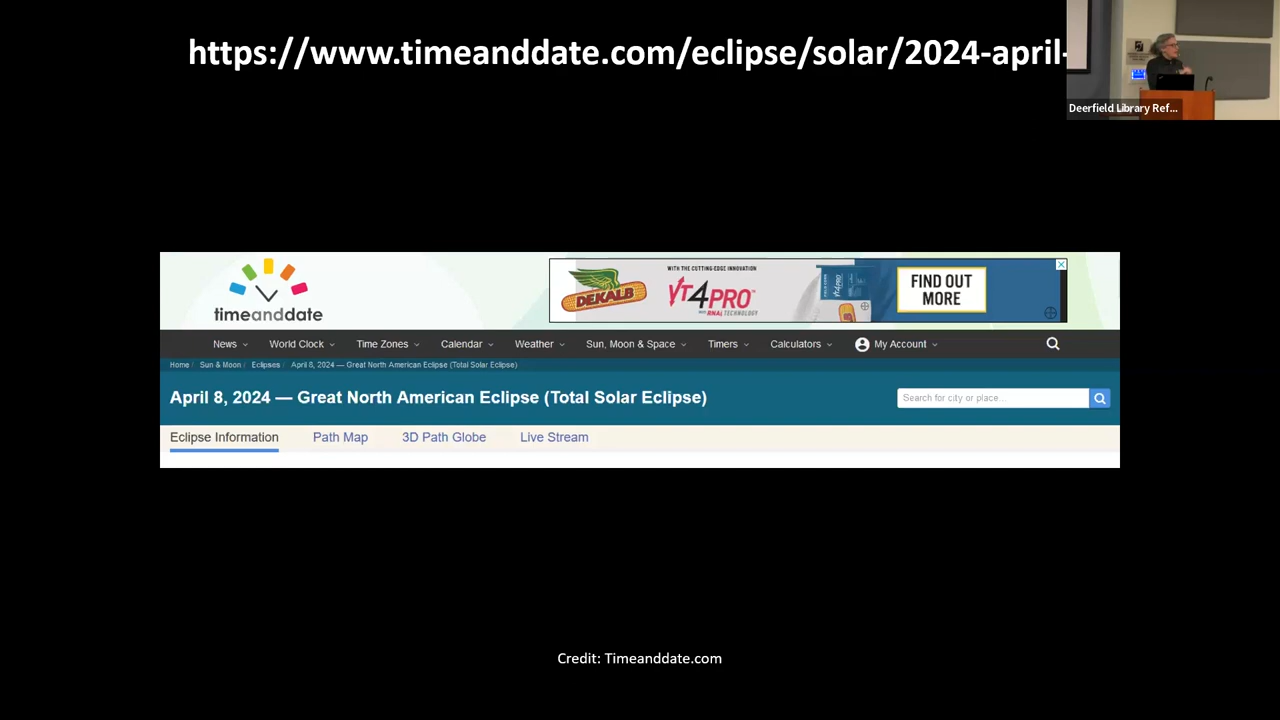 https://www.timeanddate.com/eclipse/solar/2024-april-
Deerfield Library Ref...
timeanddate
DEKALB
WITH THE CUTTING-EDGE INNOVATION
VT4PRO™
WITH RNAi TECHNOLOGY
FIND OUT
MORE
News
World Clock
Time Zones
Calendar
Weather
Sun, Moon & Space
Timers
Calculators
My Account
Home / Sun & Moon / Eclipses / April 8, 2024 — Great North American Eclipse (Total Solar Eclipse)
April 8, 2024 — Great North American Eclipse (Total Solar Eclipse)
Search for city or place...
Eclipse Information
Path Map
3D Path Globe
Live Stream
Credit: Timeanddate.com